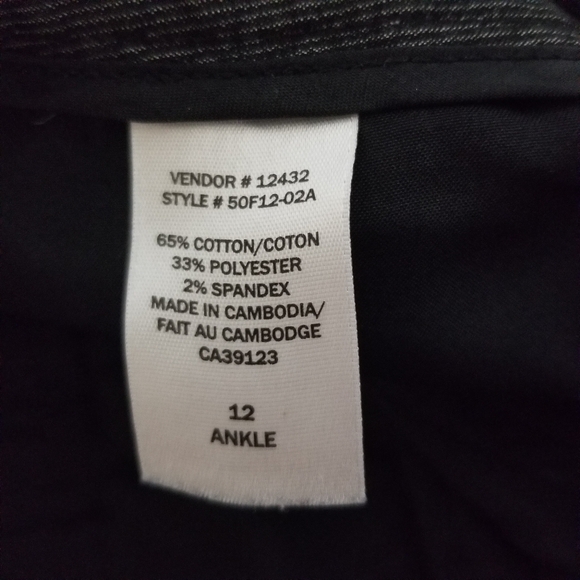 VENDOR # 12432
STYLE # 50F12-02A
65% COTTON/COTON
33% POLYESTER
2% SPANDEX
MADE IN CAMBODIA/
FAIT AU CAMBODGE
CA39123
12
ANKLE